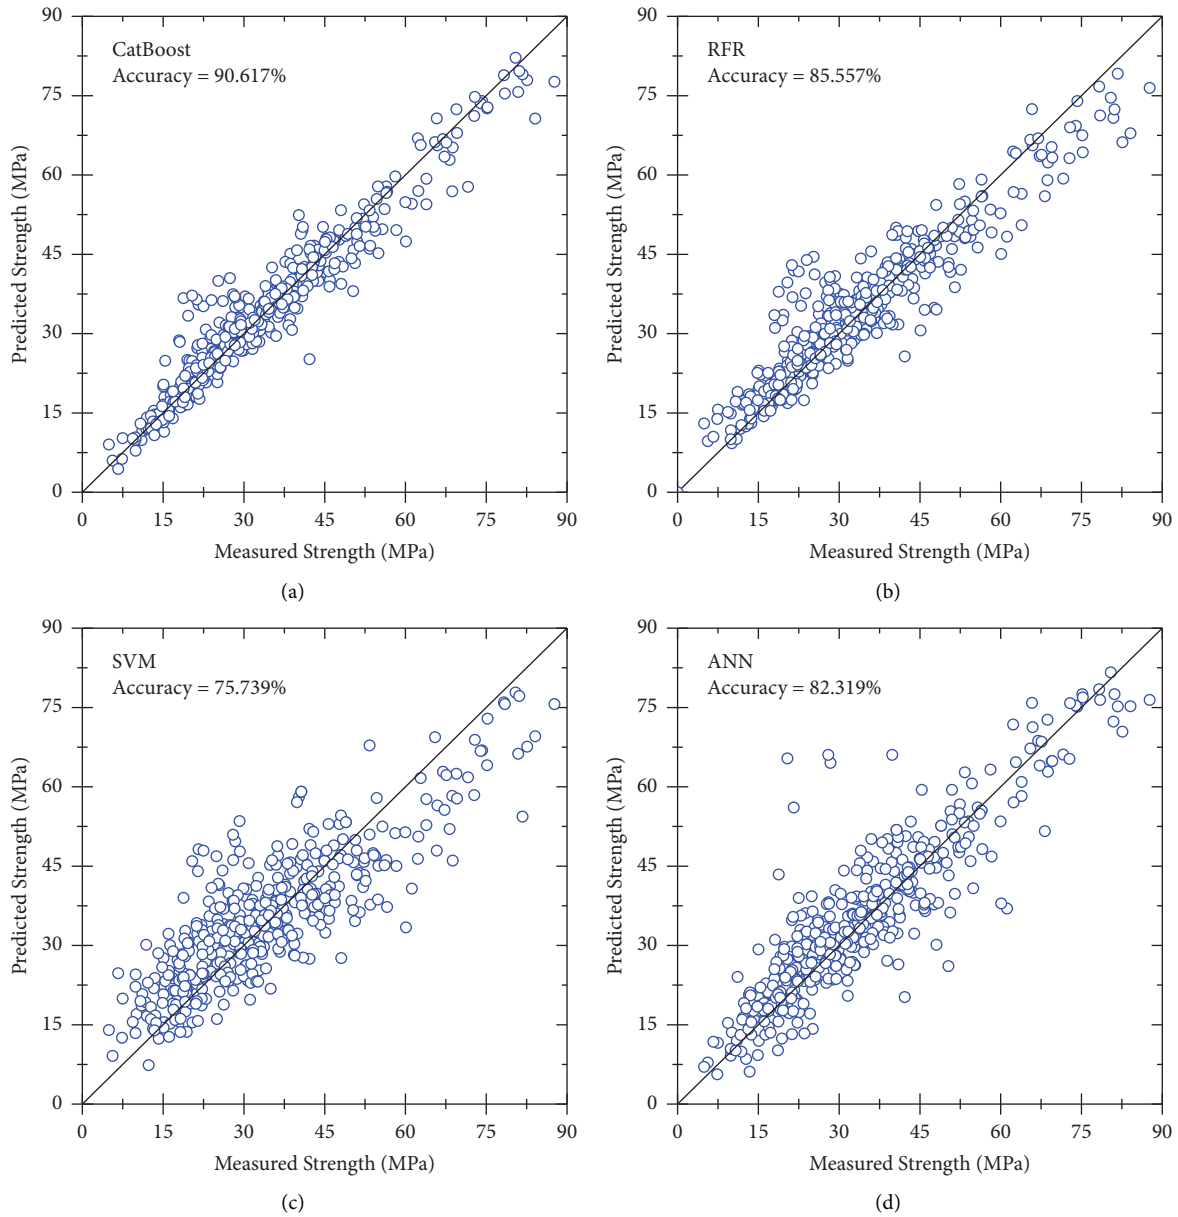 90
75
60
45
30
15
0
Predicted Strength (MPa)
CatBoost
Accuracy = 90.617%
0 15 30 45 60 75 90
Measured Strength (MPa)
(a)
90
75
60
45
30
15
0
Predicted Strength (MPa)
RFR
Accuracy = 85.557%
0 15 30 45 60 75 90
Measured Strength (MPa)
(b)
90
75
60
45
30
15
0
Predicted Strength (MPa)
SVM
Accuracy = 75.739%
0 15 30 45 60 75 90
Measured Strength (MPa)
(c)
90
75
60
45
30
15
0
Predicted Strength (MPa)
ANN
Accuracy = 82.319%
0 15 30 45 60 75 90
Measured Strength (MPa)
(d)